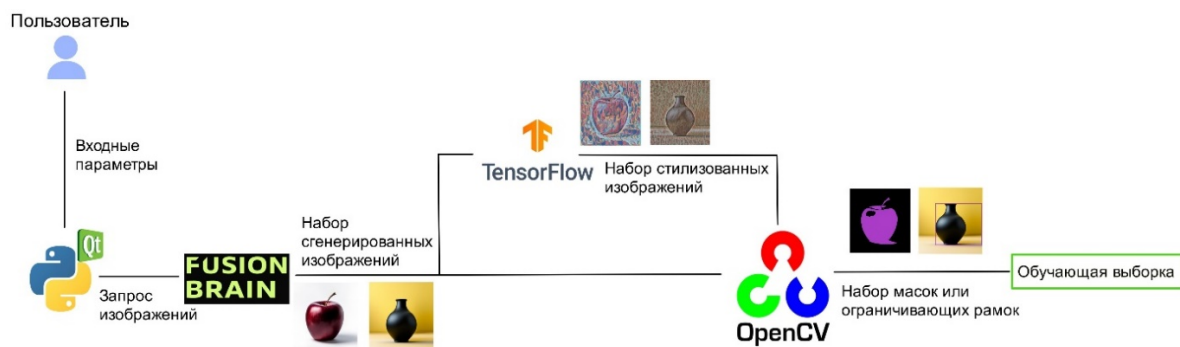 Пользователь
Входные
параметры
Qt
Запрос
изображений
FUSION
BRAIN
Набор
сгенерированных
изображений
TensorFlow
Набор стилизованных
изображений
OpenCV
Набор масок или
ограничивающих рамок
Обучающая выборка